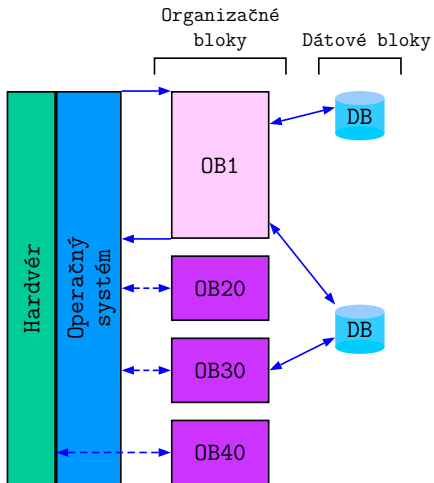 Organizačné
bloky
Dátové bloky
Hardvér
Operačný
systém
OB1
DB
OB20
OB30
DB
OB40